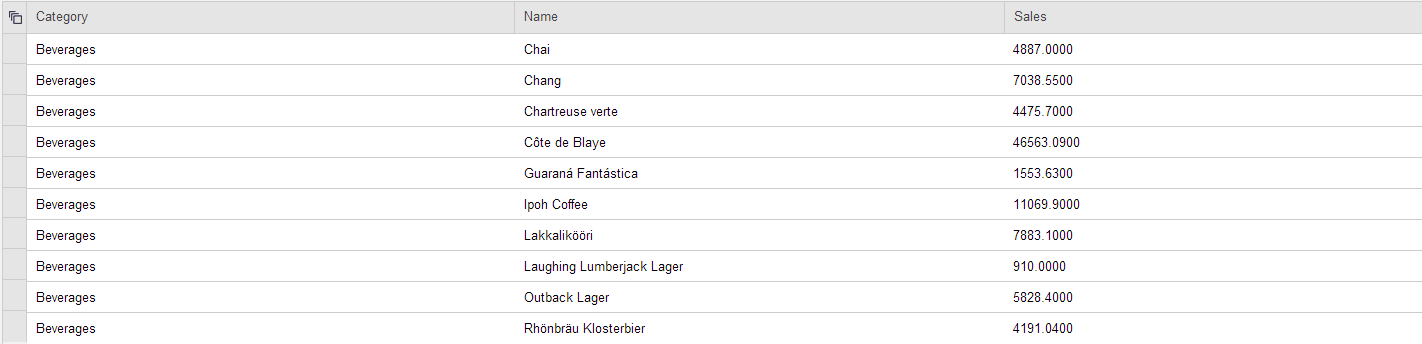 Category Name Sales
Beverages Chai 4887.0000
Beverages Chang 7038.5500
Beverages Chartreuse verte 4475.7000
Beverages Côte de Blaye 46563.0900
Beverages Guaraná Fantástica 1553.6300
Beverages Ipoh Coffee 11069.9000
Beverages Lakkalikööri 7883.1000
Beverages Laughing Lumberjack Lager 910.0000
Beverages Outback Lager 5828.4000
Beverages Rhönbräu Klosterbier 4191.0400